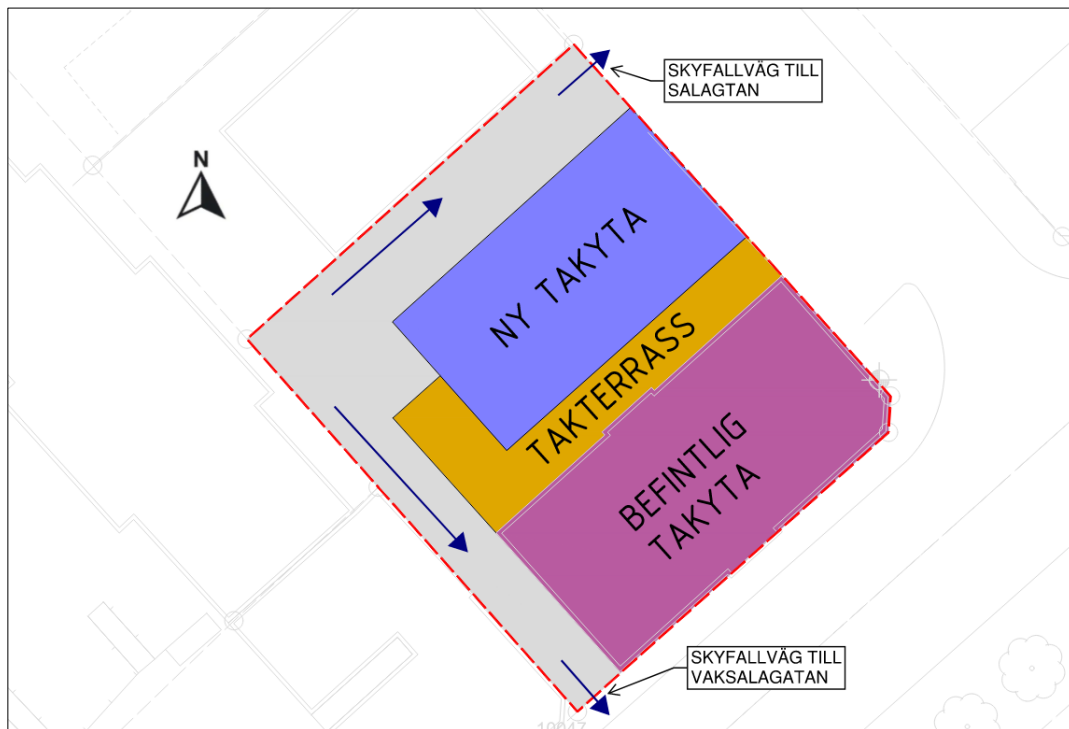 SKYFALLVÄG TILL
SALAGTAN
N
NY TAKYTA
TAKTERRASS
BEFINTLIG
TAKYTA
SKYFALLVÄG TILL
VAKSALAGATAN